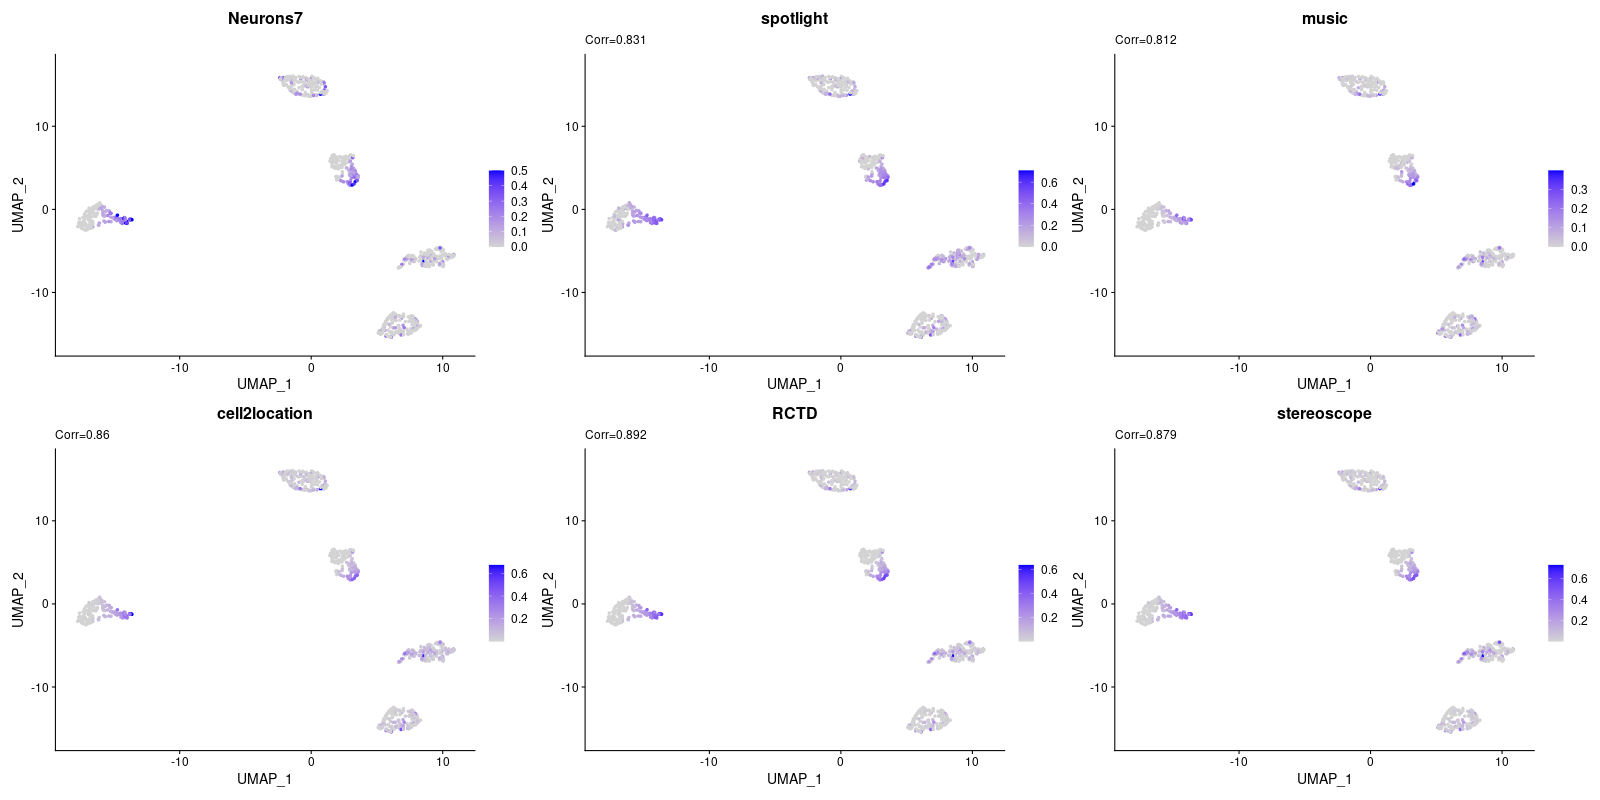 Neurons7
UMAP_2
10
0
-10
-10
0
10
UMAP_1
0.5
0.4
0.3
0.2
0.1
0.0
spotlight
Corr=0.831
UMAP_2
10
0
-10
-10
0
10
UMAP_1
0.6
0.4
0.2
0.0
music
Corr=0.812
UMAP_2
10
0
-10
-10
0
10
UMAP_1
0.3
0.2
0.1
0.0
cell2location
Corr=0.86
UMAP_2
10
0
-10
-10
0
10
UMAP_1
0.6
0.4
0.2
RCTD
Corr=0.892
UMAP_2
10
0
-10
-10
0
10
UMAP_1
0.6
0.4
0.2
stereoscope
Corr=0.879
UMAP_2
10
0
-10
-10
0
10
UMAP_1
0.6
0.4
0.2